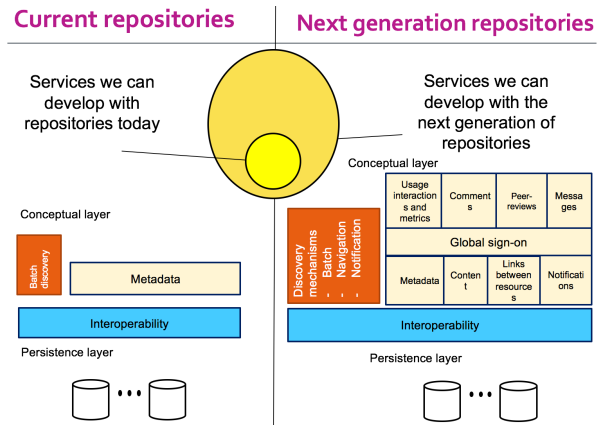 Current repositories
Services we can
develop with
repositories today
Conceptual layer
Batch
discovery
Metadata
Interoperability
Persistence layer
Next generation repositories
Services we can
develop with the
next generation of
repositories
Conceptual layer
Discovery
mechanisms
- Batch
- Navigation
- Notification
Usage
interaction
s and
metrics
Comment
s
Peer-
reviews
Messa
ges
Global sign-on
Metadata
Conten
t
Links
between
resource
s
Notificati
ons
Interoperability
Persistence layer